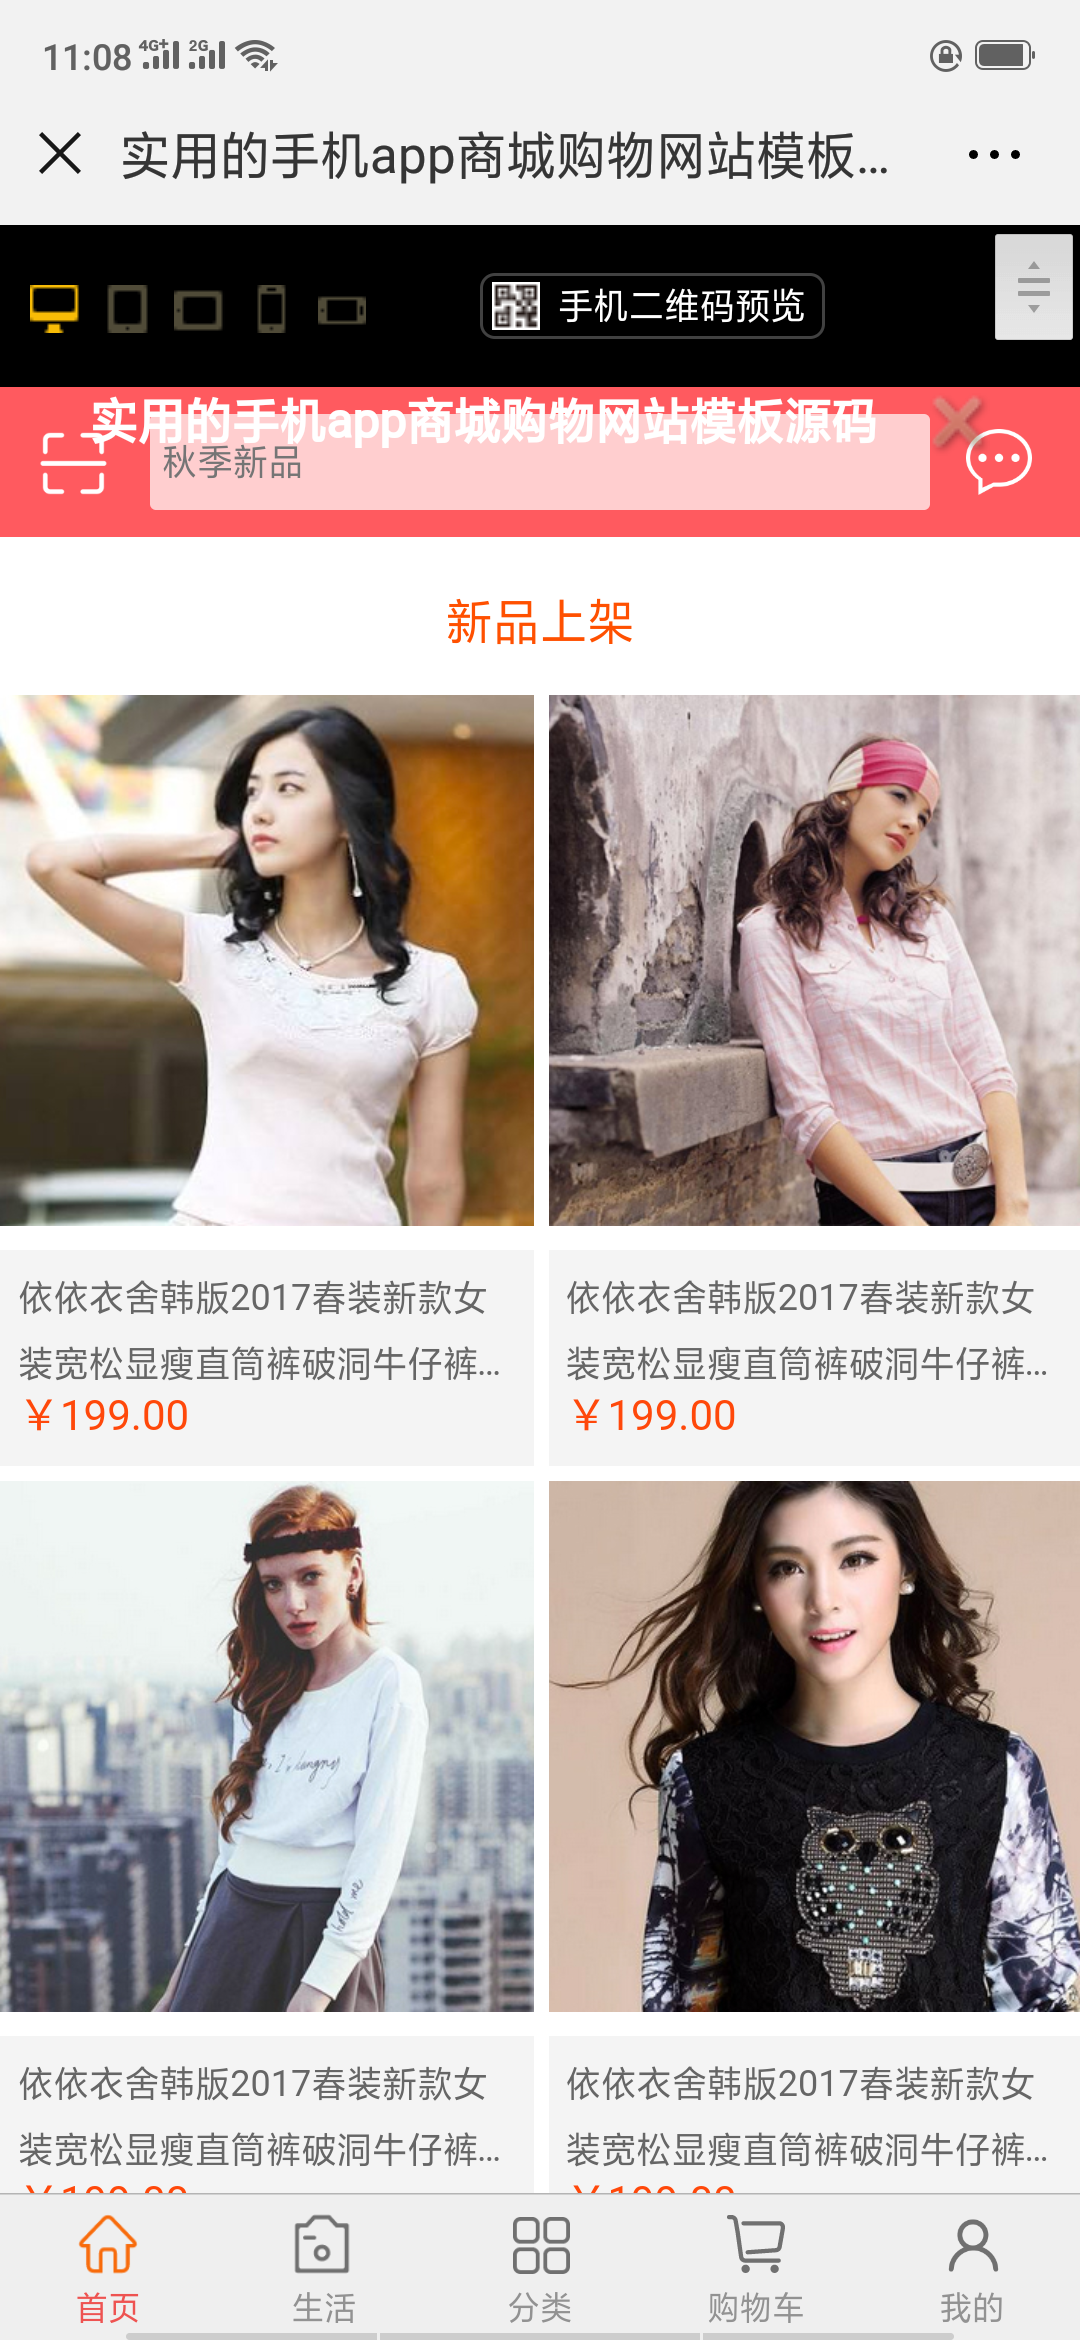 11:08 4G+ 2G
实用的手机app商城购物网站模板...
手机二维码预览
实用的手机app商城购物网站模板源码
秋季新品
新品上架
依依衣舍韩版2017春装新款女
装宽松显瘦直筒裤破洞牛仔裤...
￥199.00
依依衣舍韩版2017春装新款女
装宽松显瘦直筒裤破洞牛仔裤...
￥199.00
依依衣舍韩版2017春装新款女
装宽松显瘦直筒裤破洞牛仔裤...
依依衣舍韩版2017春装新款女
装宽松显瘦直筒裤破洞牛仔裤...
首页 生活 分类 购物车 我的